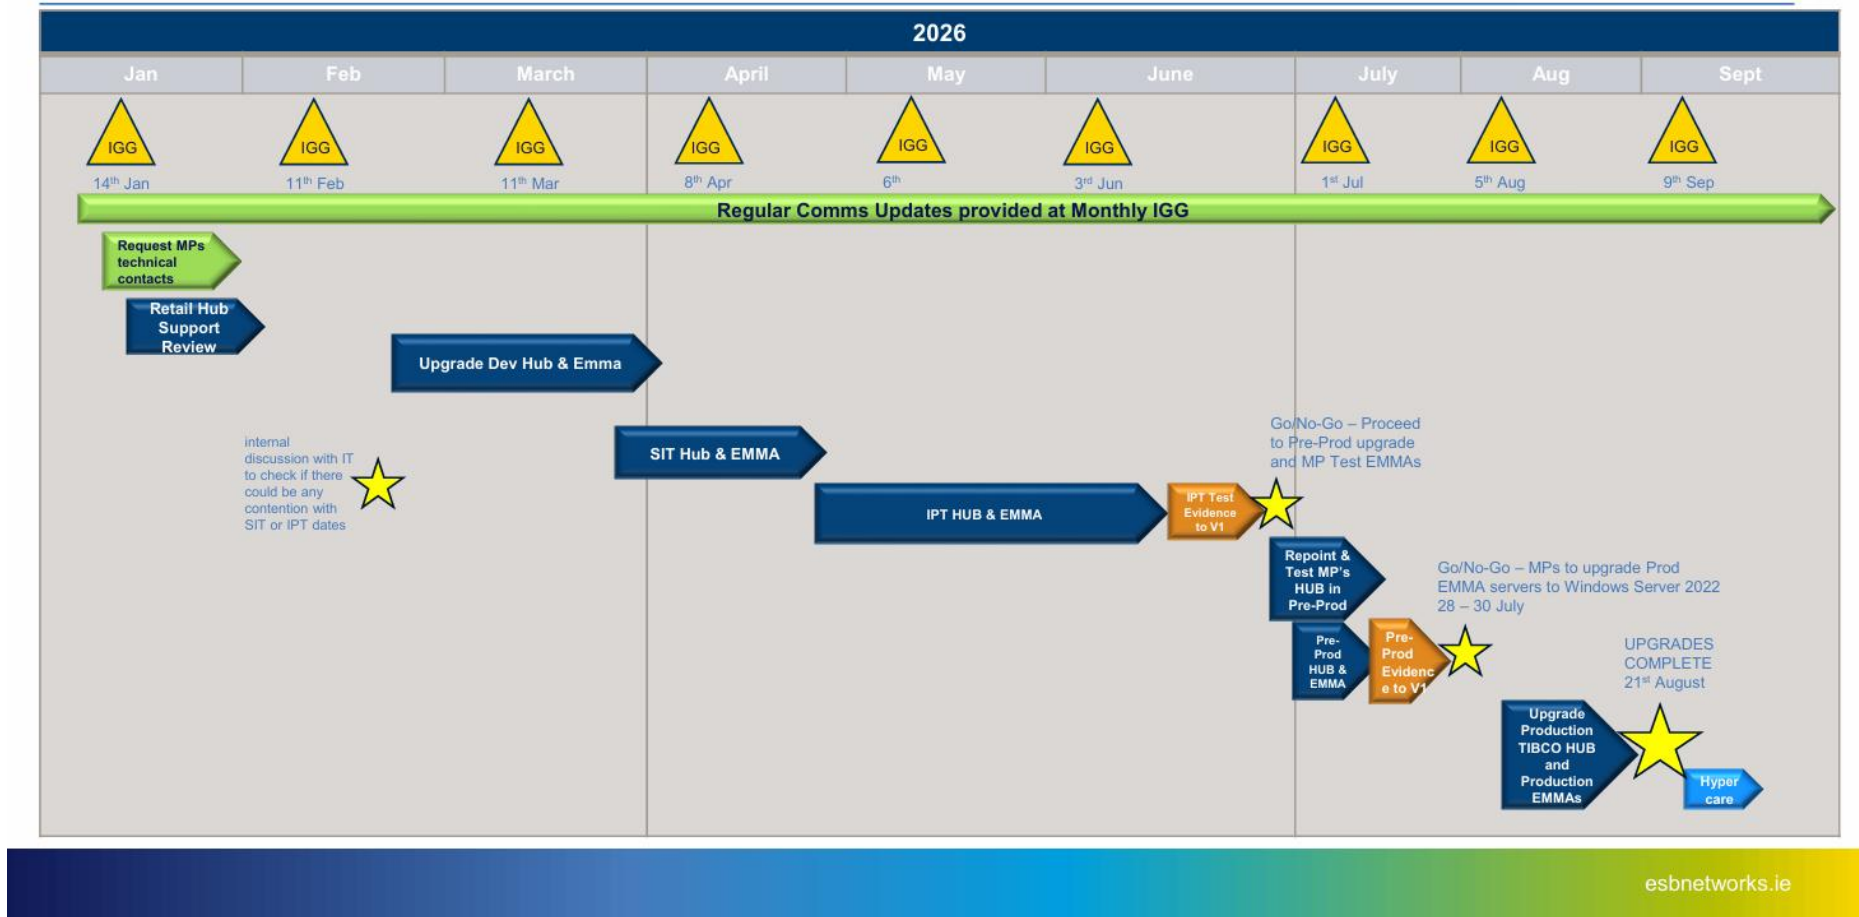 2026
Jan
Feb
March
April
May
June
July
Aug
Sept
IGG
IGG
IGG
IGG
IGG
IGG
IGG
IGG
IGG
14th Jan
11th Feb
11th Mar
8th Apr
6th
3rd Jun
1st Jul
5th Aug
9th Sep
Regular Comms Updates provided at Monthly IGG
Request MPs
technical
contacts
Retail Hub
Support
Review
Upgrade Dev Hub & Emma
internal
discussion with IT
to check if there
could be any
contention with
SIT or IPT dates
SIT Hub & EMMA
Go/No-Go – Proceed
to Pre-Prod upgrade
and MP Test EMMAs
IPT HUB & EMMA
IPT Test
Evidence
to V1
Repoint &
Test MP's
HUB in
Pre-Prod
Go/No-Go – MPs to upgrade Prod
EMMA servers to Windows Server 2022
28 – 30 July
Pre-
Prod
HUB &
EMMA
Pre-
Prod
Evidenc
e to V1
UPGRADES
COMPLETE
21st August
Upgrade
Production
TIBCO HUB
and
Production
EMMAs
Hyper
care
esbnetworks.ie